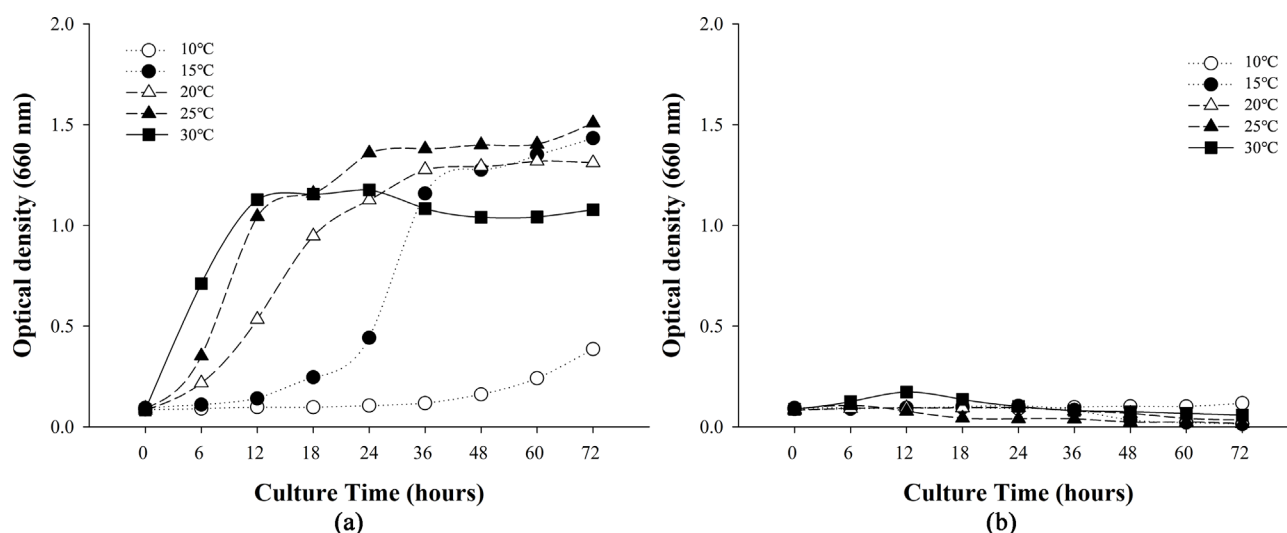 2.0
1.5
1.0
0.5
0.0
Optical density (660 nm)
10℃
15℃
20℃
25℃
30℃
0 6 12 18 24 36 48 60 72
Culture Time (hours)
(a)
2.0
1.5
1.0
0.5
0.0
Optical density (660 nm)
10℃
15℃
20℃
25℃
30℃
0 6 12 18 24 36 48 60 72
Culture Time (hours)
(b)